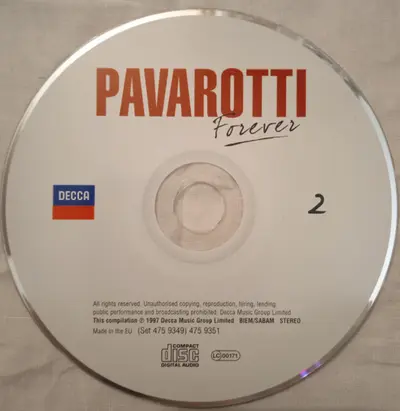 PAVAROTTI
Forever
DECCA
2
All rights reserved. Unauthorised copying, reproduction, hiring, lending
public performance and broadcasting prohibited. Decca Music Group Limited
This compilation ℗ 1997 Decca Music Group Limited BIEM/SABAM STEREO
Made in the EU (Set 475 9349) 475 9351
COMPACT
disc
DIGITAL AUDIO
LC 00171